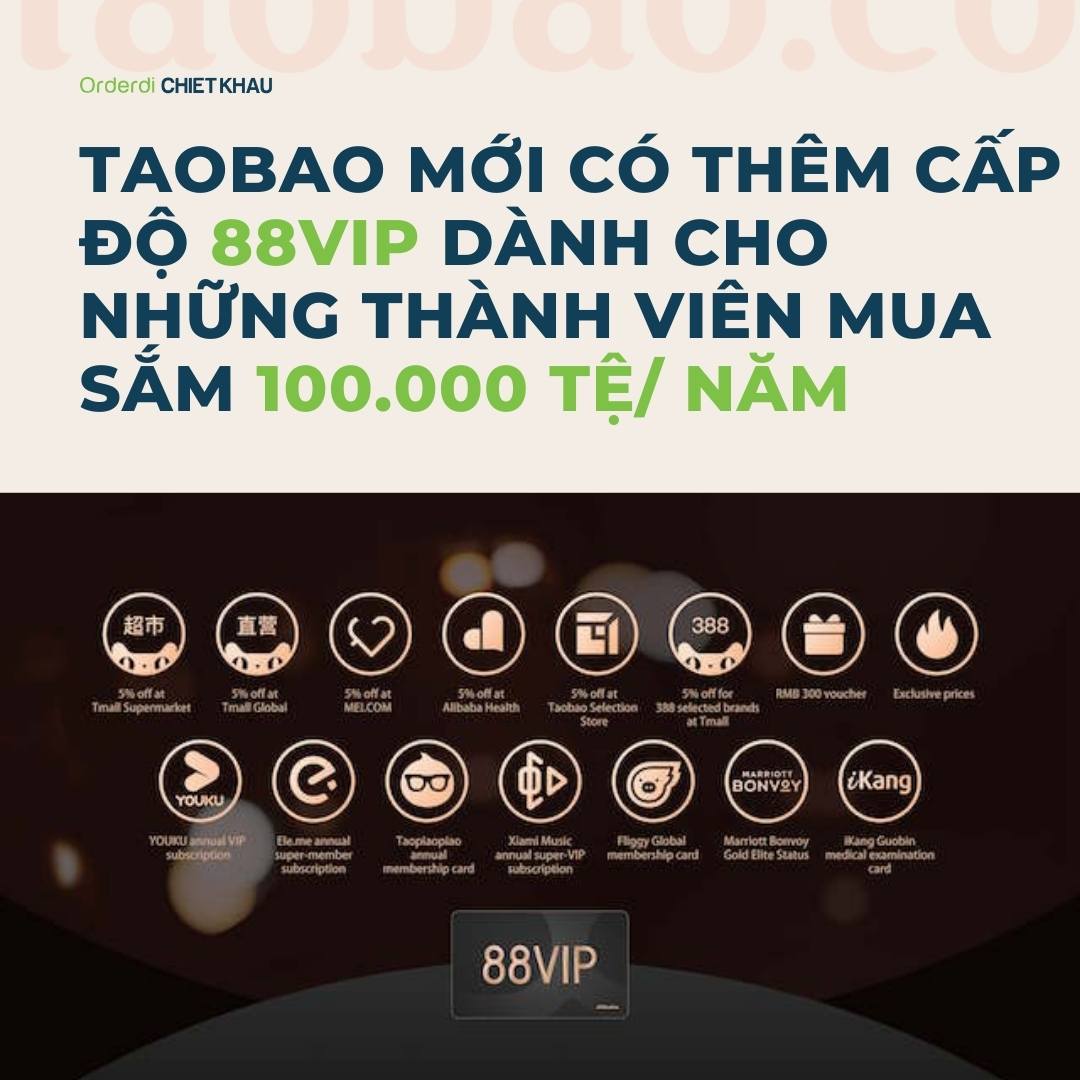 taobao.co
Orderdi CHIETKHAU
TAOBAO MỚI CÓ THÊM CẤP
ĐỘ 88VIP DÀNH CHO
NHỮNG THÀNH VIÊN MUA
SẮM 100.000 TỆ/ NĂM
超市
直营
388
5% off at
Tmall Supermarket
5% off at
Tmall Global
5% off at
MEI.COM
5% off at
Alibaba Health
5% off at
Taobao Selection
Store
5% off for
388 selected brands
at Tmall
RMB 300 voucher
Exclusive prices
YOUKU
MARRIOTT
BONVOY
iKang
YOUKU annual VIP
subscription
Ele.me annual
super-member
subscription
Taopiaopiao
annual
membership card
Xiami Music
annual super-VIP
subscription
Fliggy Global
membership card
Marriott Bonvoy
Gold Elite Status
iKang Guobin
medical examination
card
88VIP